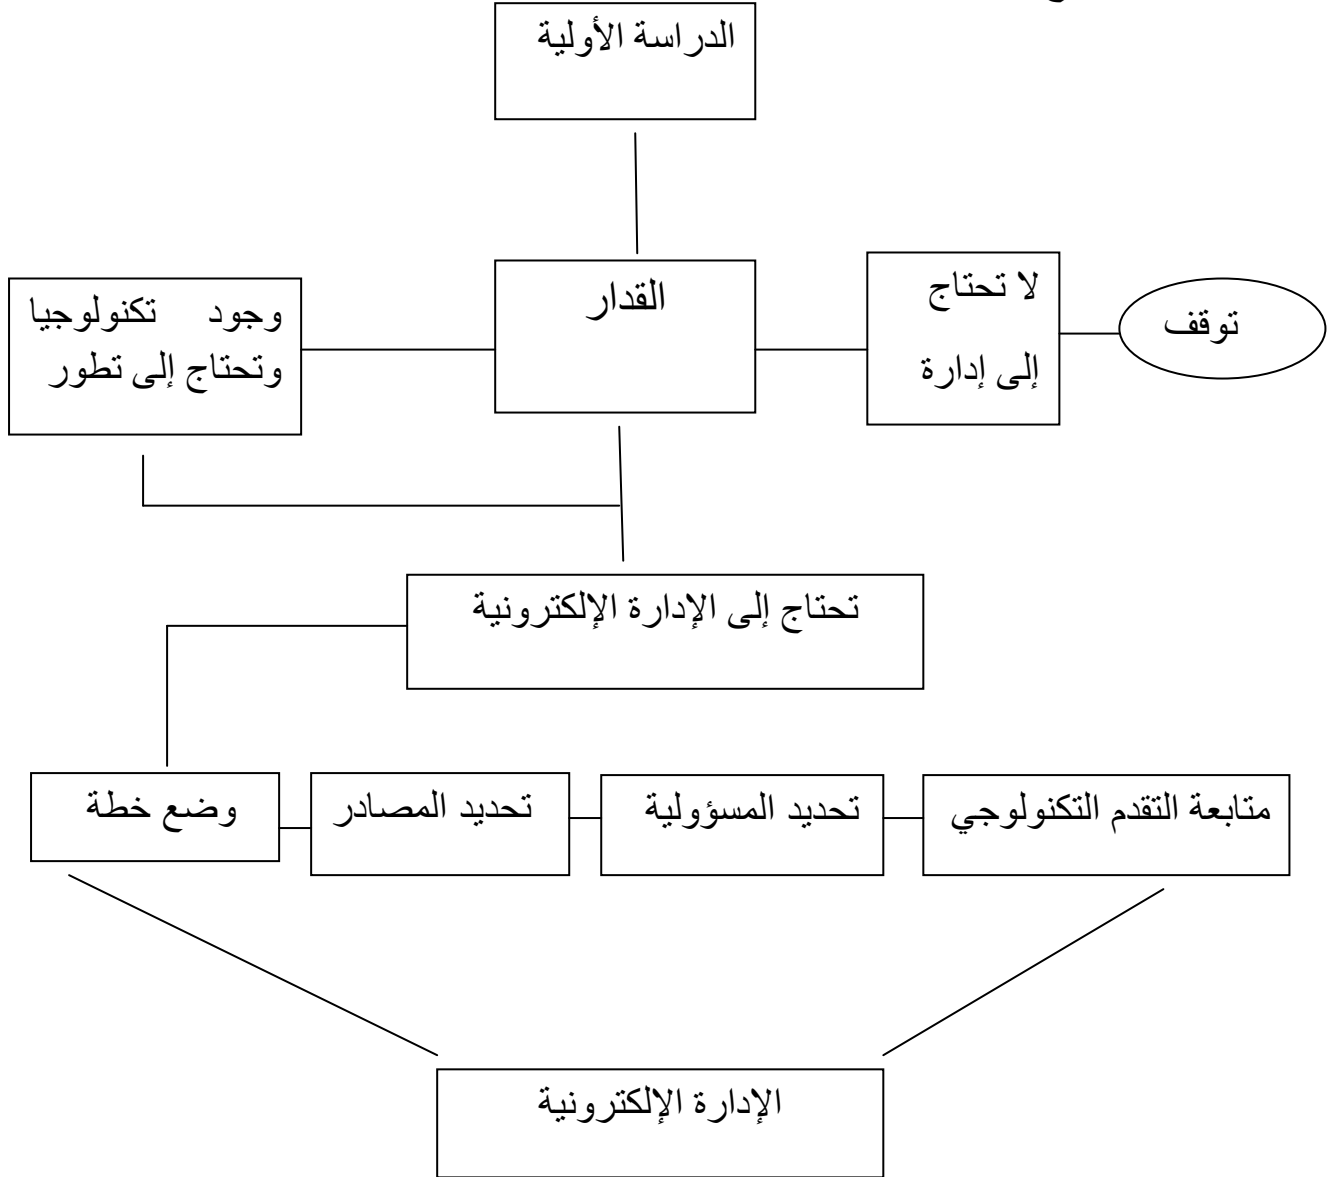 الدراسة الأولية
القدار
لا تحتاج
إلى إدارة
توقف
وجود تكنولوجيا
وتحتاج إلى تطور
تحتاج إلى الإدارة الإلكترونية
متابعة التقدم التكنولوجي
تحديد المسؤولية
تحديد المصادر
وضع خطة
الإدارة الإلكترونية